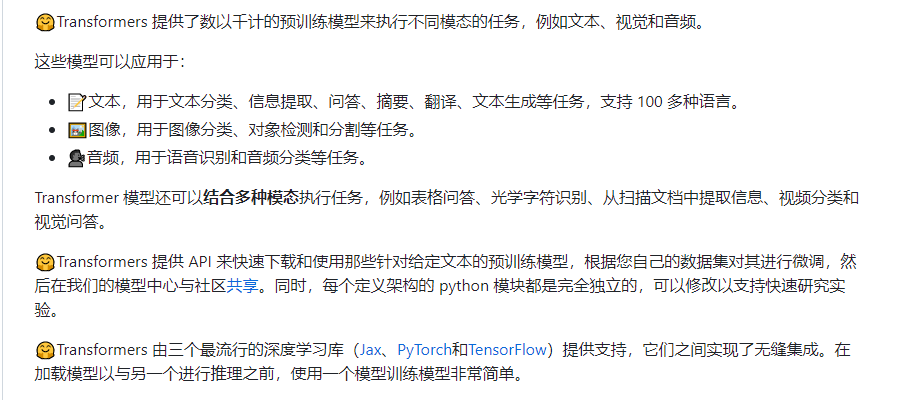 🤗Transformers 提供了数以千计的预训练模型来执行不同模态的任务，例如文本、视觉和音频。
这些模型可以应用于：
• 📝文本，用于文本分类、信息提取、问答、摘要、翻译、文本生成等任务，支持 100 多种语言。
• 🖼️图像，用于图像分类、对象检测和分割等任务。
• 🗣️音频，用于语音识别和音频分类等任务。
Transformer 模型还可以结合多种模态执行任务，例如表格问答、光学字符识别、从扫描文档中提取信息、视频分类和
视觉问答。
🤗Transformers 提供 API 来快速下载和使用那些针对给定文本的预训练模型，根据您自己的数据集对其进行微调，然
后在我们的模型中心与社区共享。同时，每个定义架构的 python 模块都是完全独立的，可以修改以支持快速研究实
验。
🤗Transformers 由三个最流行的深度学习库（Jax、PyTorch和TensorFlow）提供支持，它们之间实现了无缝集成。在
加载模型以与另一个进行推理之前，使用一个模型训练模型非常简单。